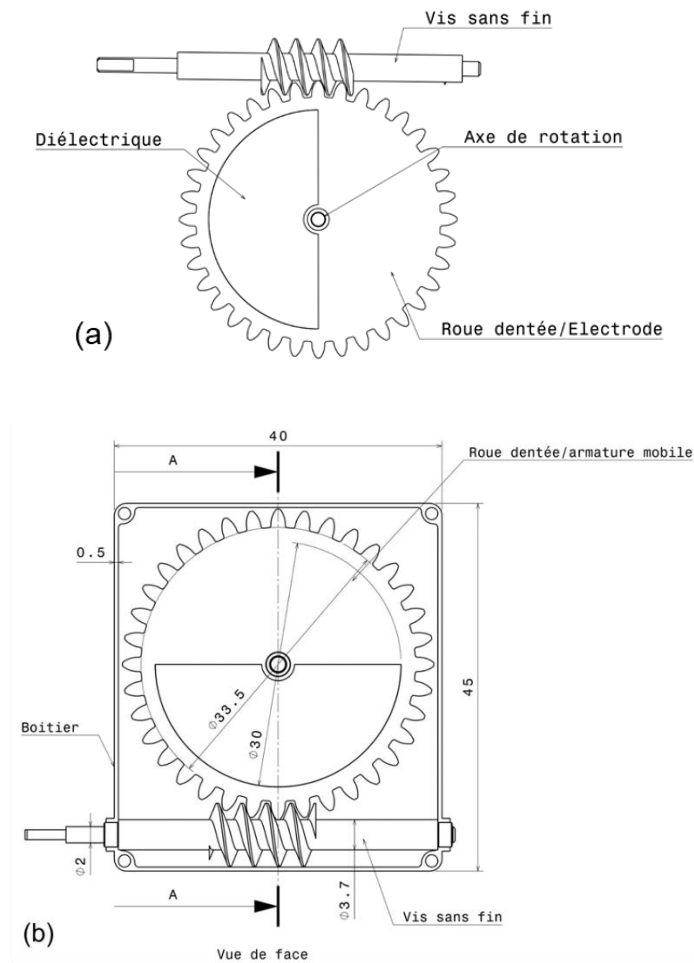 Vis sans fin
Diélectrique
Axe de rotation
(a)
Roue dentée/Electrode
40
A
Roue dentée/armature mobile
0.5
45
Ø33.5
Ø30
Boitier
Ø2
Ø3.7
A
Vis sans fin
(b)
Vue de face